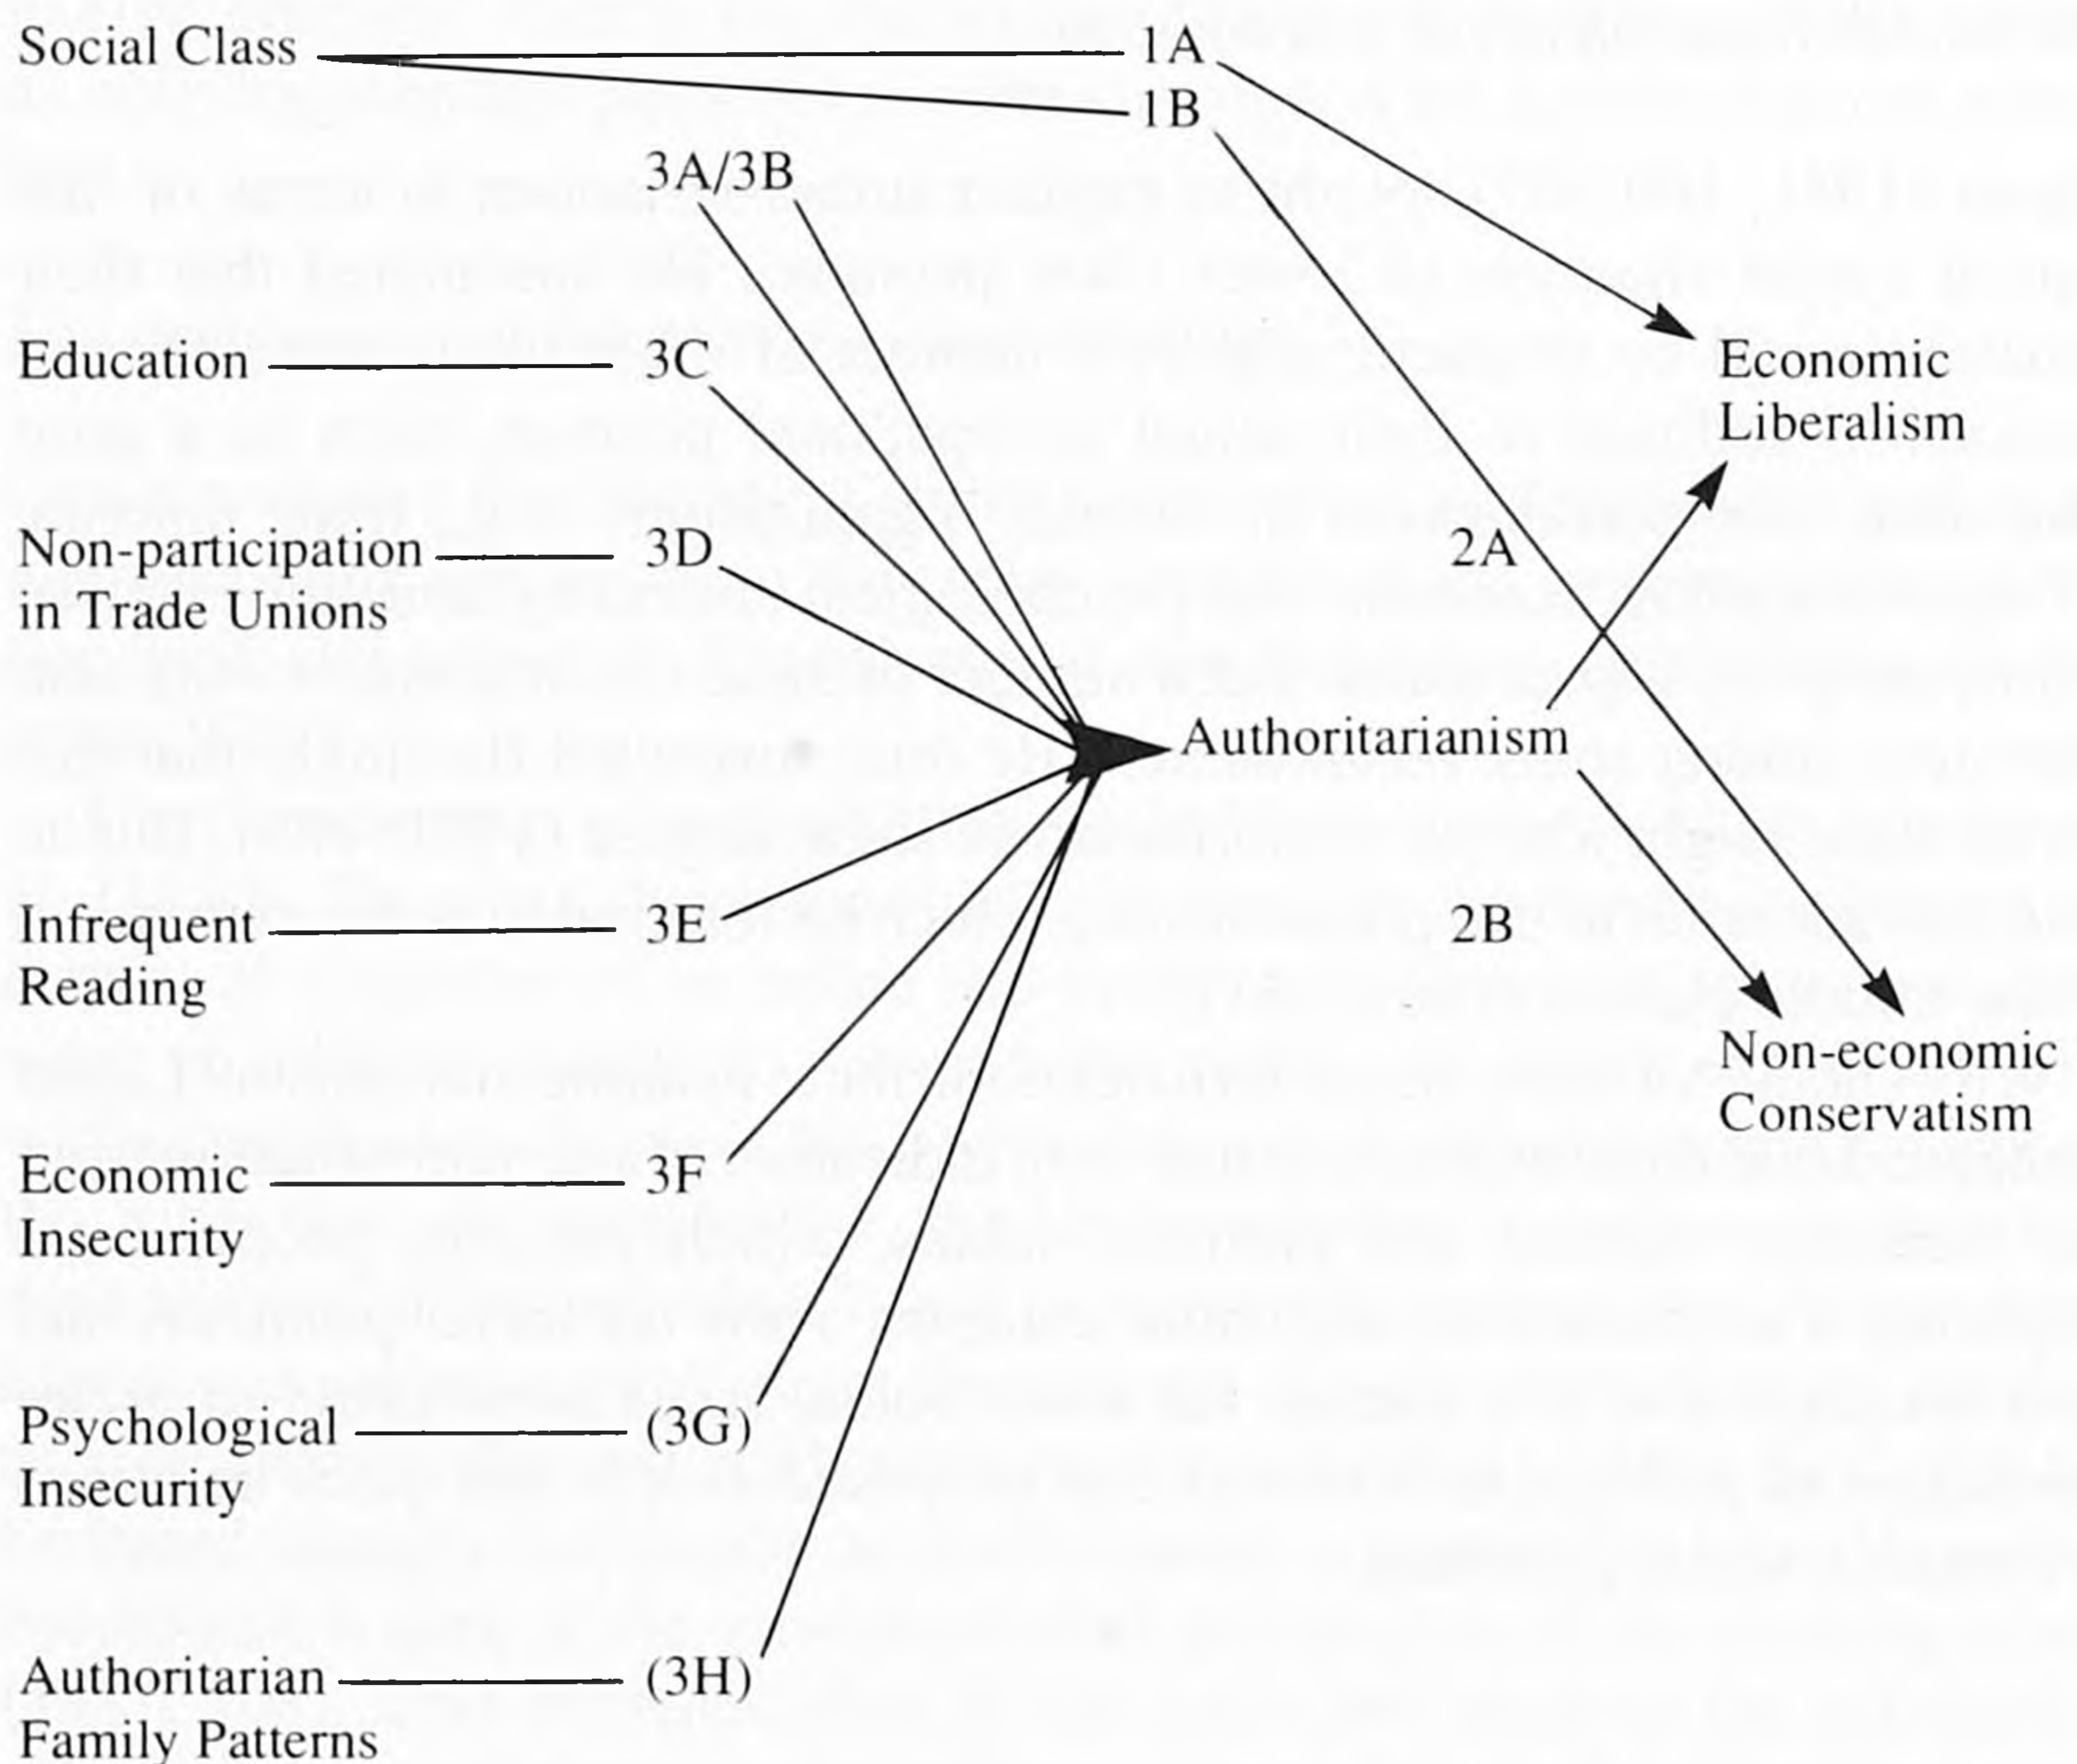 Social Class 1A
1B
3A/3B
Education 3C
Economic
Liberalism
Non-participation 3D 2A
in Trade Unions
Authoritarianism
Infrequent 3E 2B
Reading
Non-economic
Conservatism
Economic 3F
Insecurity
Psychological (3G)
Insecurity
Authoritarian (3H)
Family Patterns